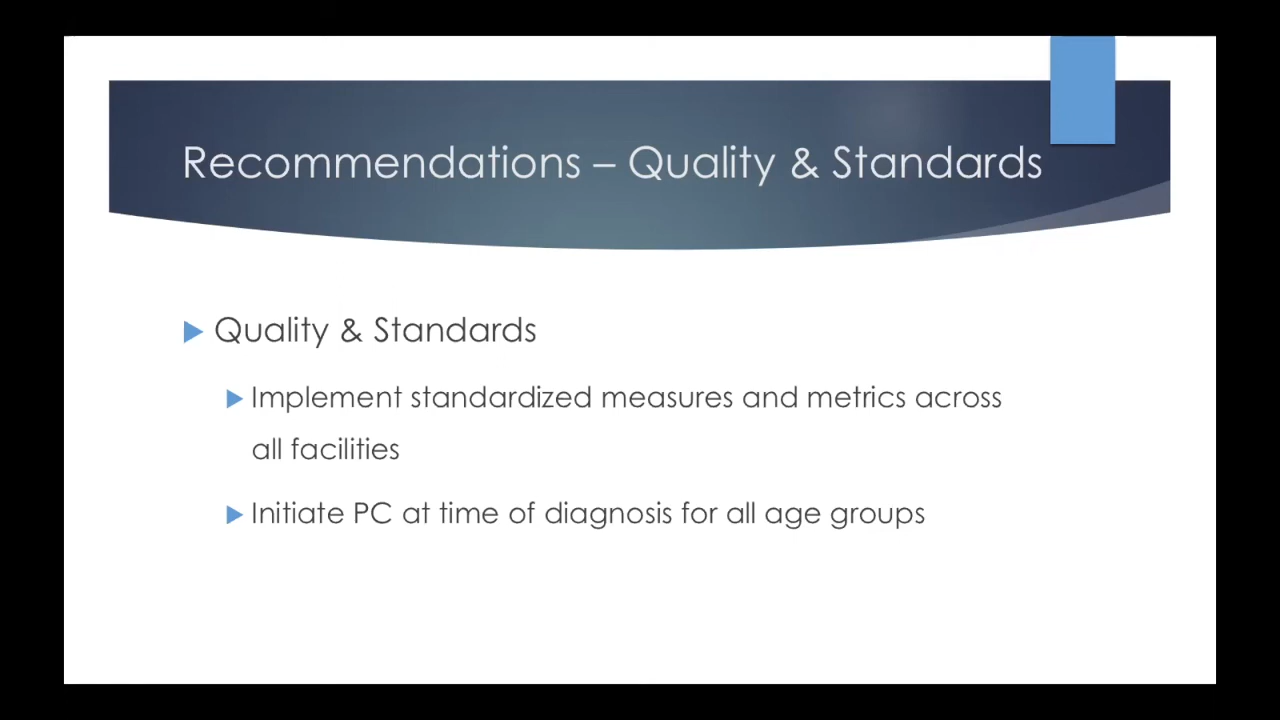 Recommendations – Quality & Standards
Quality & Standards
Implement standardized measures and metrics across
all facilities
Initiate PC at time of diagnosis for all age groups